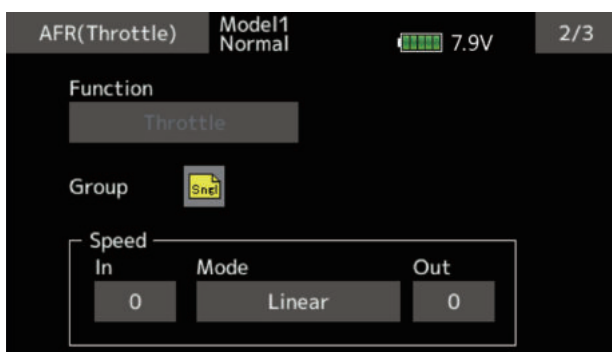 AFR(Throttle) Model1 Normal 7.9V 2/3
Function
Throttle
Group Sngl
Speed
In Mode Out
0 Linear 0